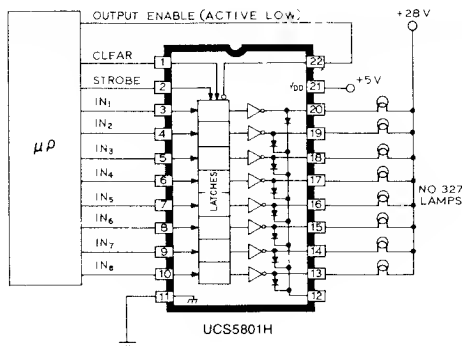 OUTPUT ENABLE (ACTIVE LOW)
+28 V
CLEAR
1
22
STROBE
2
VDD
21
+5 V
IN1
3
20
IN2
4
19
IN3
5
18
IN4
6
17
μP
LATCHES
NO 327
LAMPS
IN5
7
16
IN6
8
15
IN7
9
14
IN8
10
13
11
12
UCS5801H